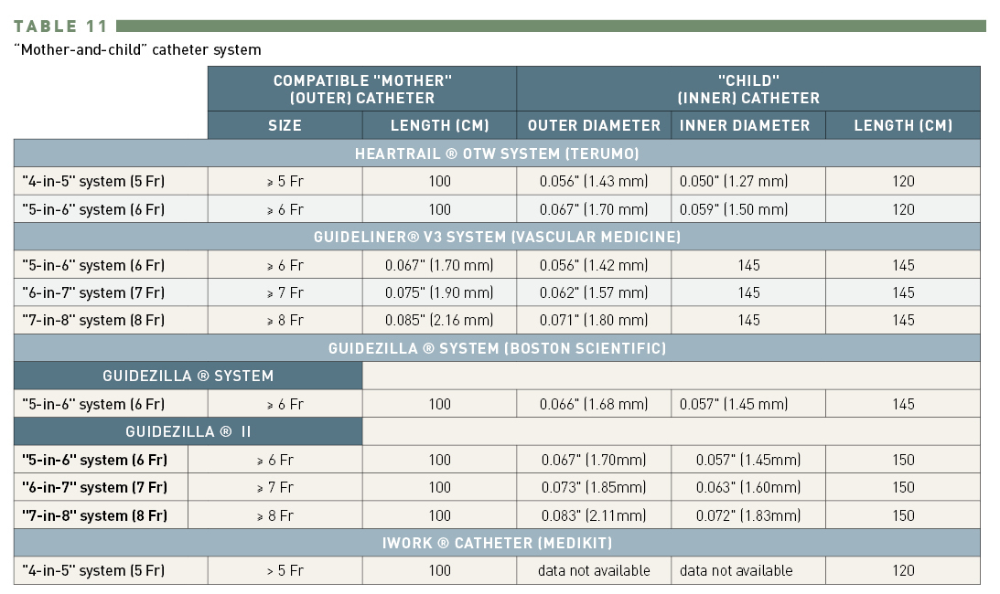 TABLE 11
“Mother-and-child” catheter system
COMPATIBLE "MOTHER" (OUTER) CATHETER "CHILD" (INNER) CATHETER
SIZE LENGTH (CM) OUTER DIAMETER INNER DIAMETER LENGTH (CM)
HEARTRAIL ® OTW SYSTEM (TERUMO)
"4-in-5" system (5 Fr) ⩾ 5 Fr 100 0.056" (1.43 mm) 0.050" (1.27 mm) 120
"5-in-6" system (6 Fr) ⩾ 6 Fr 100 0.067" (1.70 mm) 0.059" (1.50 mm) 120
GUIDELINER® V3 SYSTEM (VASCULAR MEDICINE)
"5-in-6" system (6 Fr) ⩾ 6 Fr 0.067" (1.70 mm) 0.056" (1.42 mm) 145 145
"6-in-7" system (7 Fr) ⩾ 7 Fr 0.075" (1.90 mm) 0.062" (1.57 mm) 145 145
"7-in-8" system (8 Fr) ⩾ 8 Fr 0.085" (2.16 mm) 0.071" (1.80 mm) 145 145
GUIDEZILLA ® SYSTEM (BOSTON SCIENTIFIC)
GUIDEZILLA ® SYSTEM
"5-in-6" system (6 Fr) ⩾ 6 Fr 100 0.066" (1.68 mm) 0.057" (1.45 mm) 145
GUIDEZILLA ® II
"5-in-6" system (6 Fr) ⩾ 6 Fr 100 0.067" (1.70mm) 0.057" (1.45mm) 150
"6-in-7" system (7 Fr) ⩾ 7 Fr 100 0.073" (1.85mm) 0.063" (1.60mm) 150
"7-in-8" system (8 Fr) ⩾ 8 Fr 100 0.083" (2.11mm) 0.072" (1.83mm) 150
IWORK ® CATHETER (MEDIKIT)
"4-in-5" system (5 Fr) > 5 Fr 100 data not available data not available 120